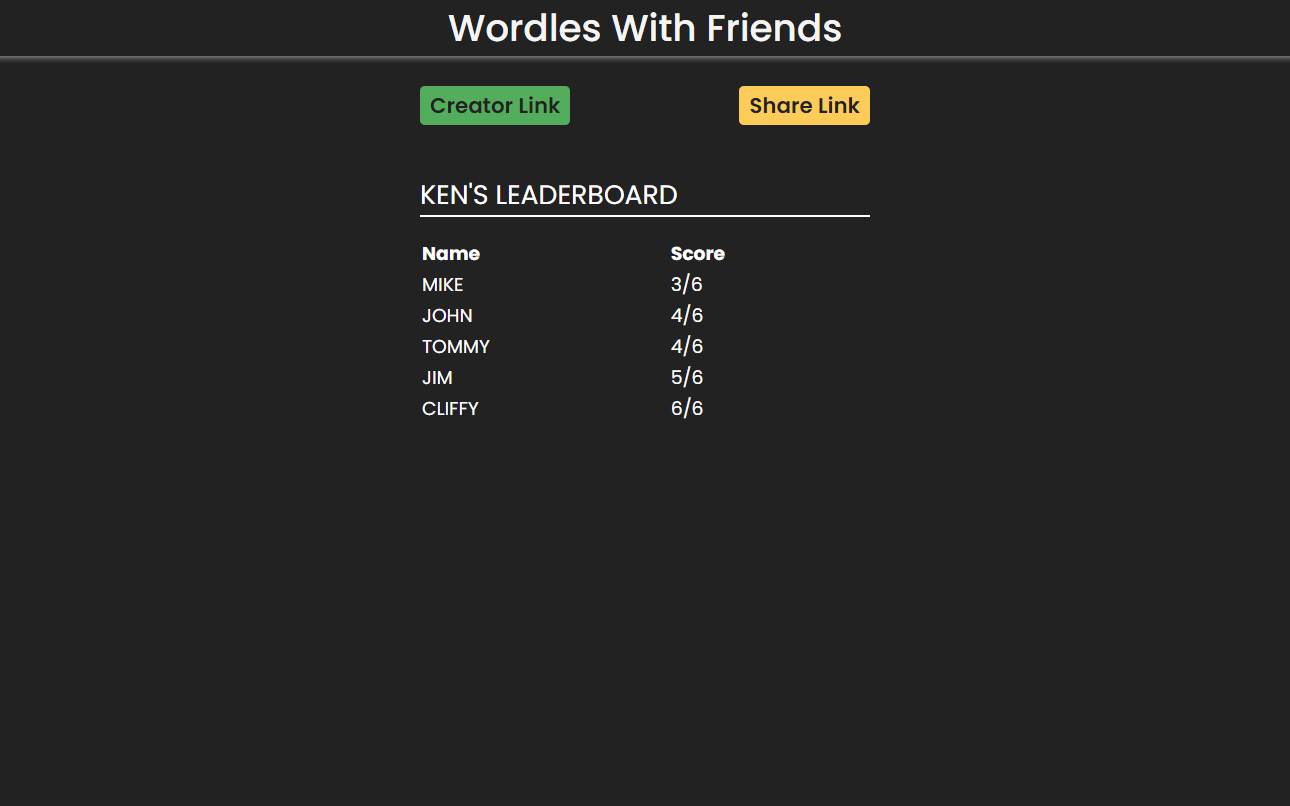 Wordles With Friends
Creator Link Share Link
KEN'S LEADERBOARD
Name Score
MIKE 3/6
JOHN 4/6
TOMMY 4/6
JIM 5/6
CLIFFY 6/6